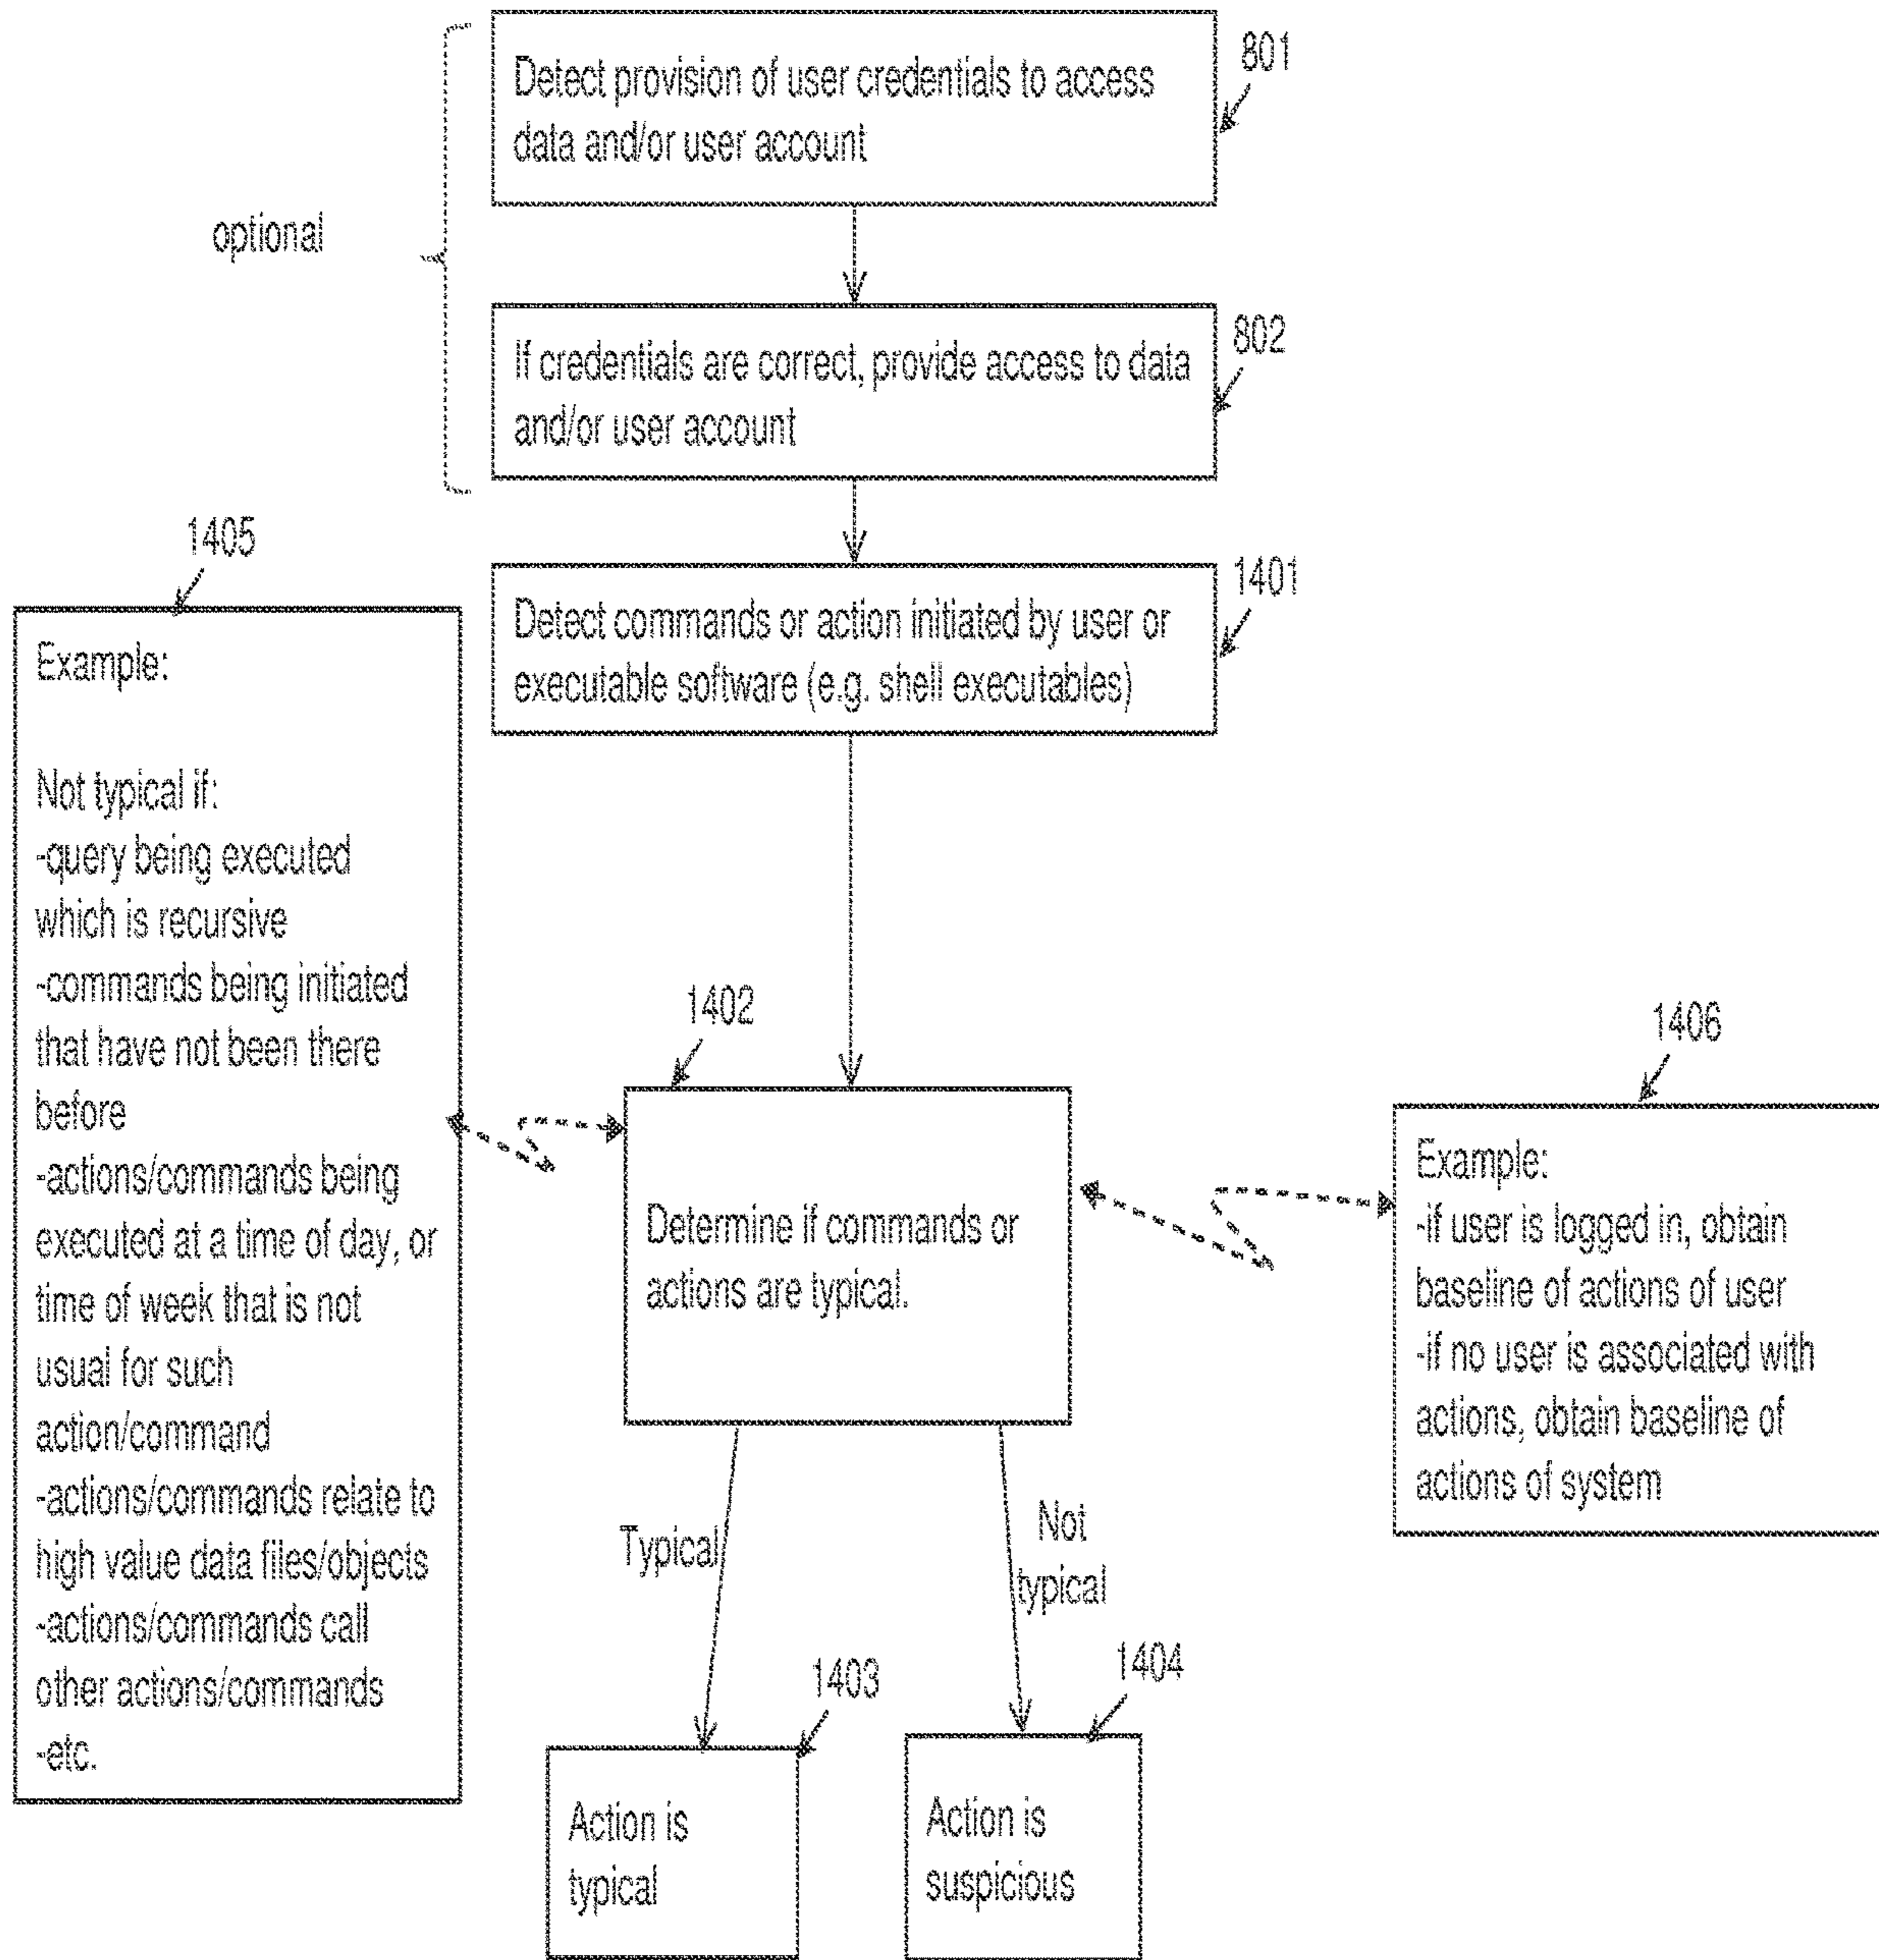 801
Detect provision of user credentials to access
data and/or user account
optional
802
If credentials are correct, provide access to data
and/or user account
1405
1401
Detect commands or action initiated by user or
executable software (e.g. shell executables)
Example:
Not typical if:
-query being executed
which is recursive
-commands being initiated
that have not been there
before
-actions/commands being
executed at a time of day, or
time of week that is not
usual for such
action/command
-actions/commands relate to
high value data files/objects
-actions/commands call
other actions/commands
-etc.
1402
Determine if commands or
actions are typical.
1406
Example:
-if user is logged in, obtain
baseline of actions of user
-if no user is associated with
actions, obtain baseline of
actions of system
Typical
Not
typical
1403
1404
Action is
typical
Action is
suspicious